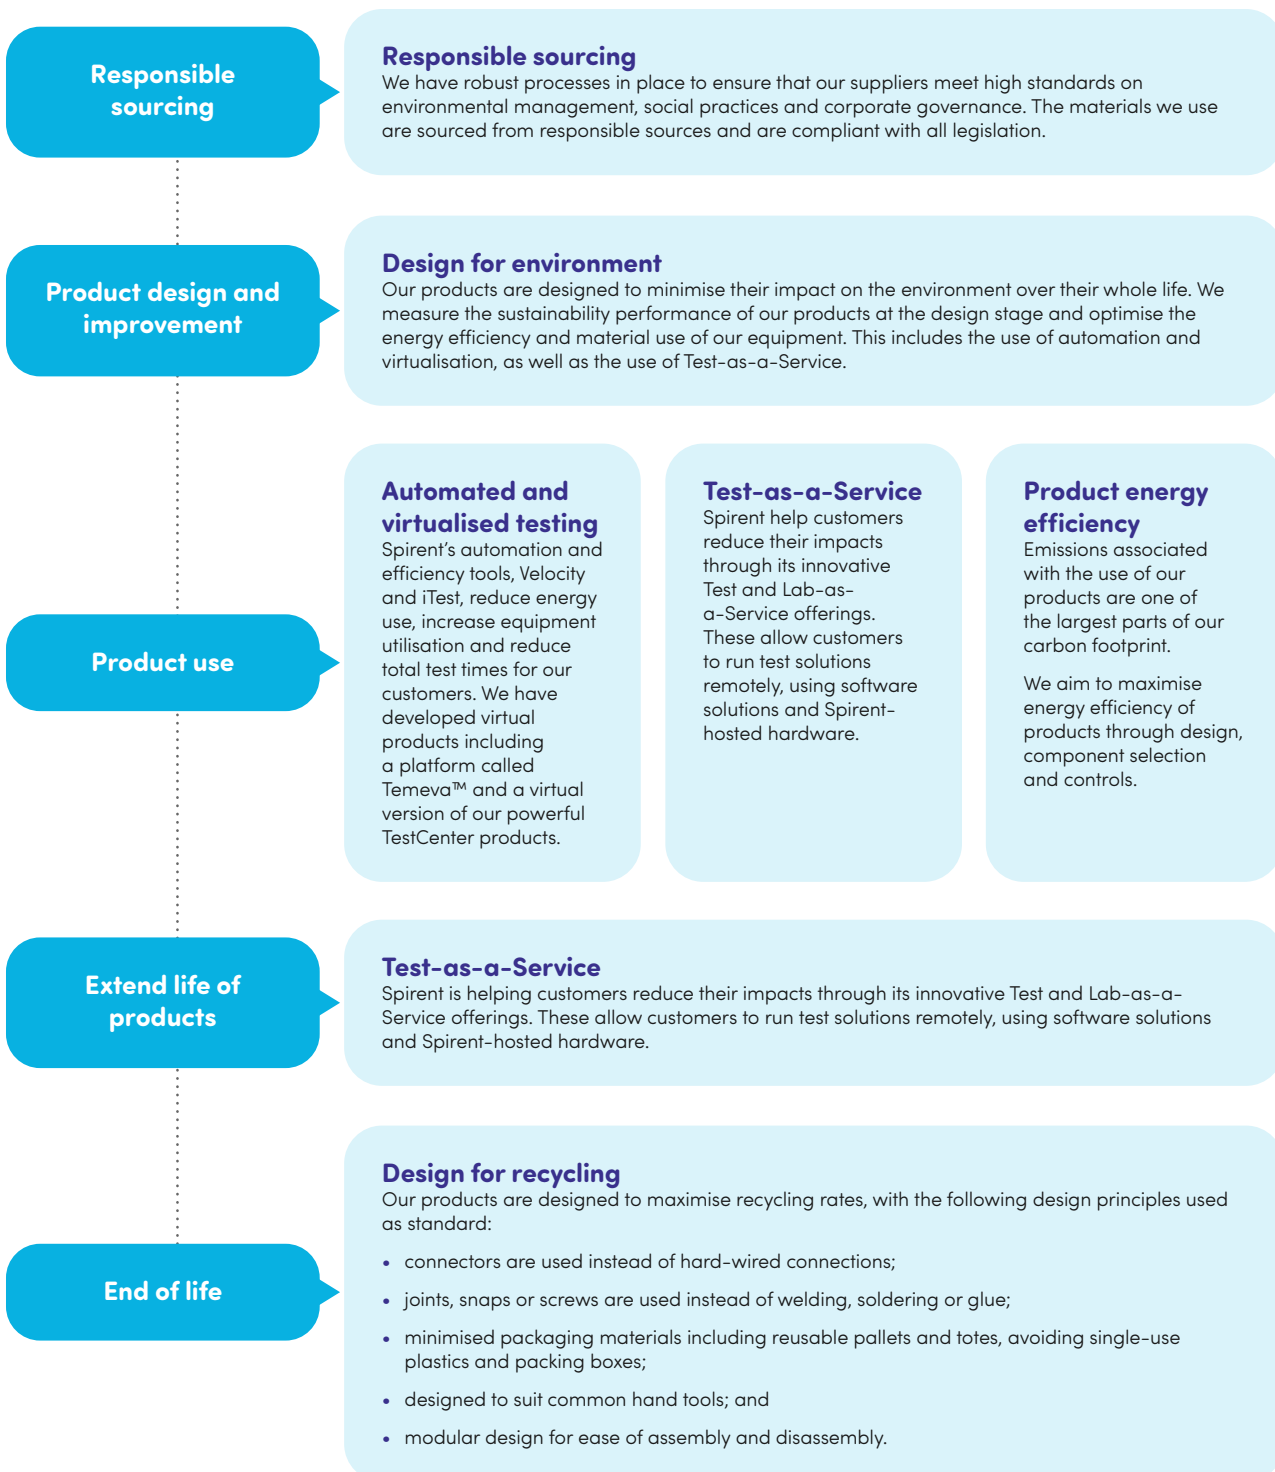 Responsible
sourcing
Responsible sourcing
We have robust processes in place to ensure that our suppliers meet high standards on
environmental management, social practices and corporate governance. The materials we use
are sourced from responsible sources and are compliant with all legislation.
Product design and
improvement
Design for environment
Our products are designed to minimise their impact on the environment over their whole life. We
measure the sustainability performance of our products at the design stage and optimise the
energy efficiency and material use of our equipment. This includes the use of automation and
virtualisation, as well as the use of Test-as-a-Service.
Product use
Automated and
virtualised testing
Spirent's automation and
efficiency tools, Velocity
and iTest, reduce energy
use, increase equipment
utilisation and reduce
total test times for our
customers. We have
developed virtual
products including
a platform called
Temeva™ and a virtual
version of our powerful
TestCenter products.
Test-as-a-Service
Spirent help customers
reduce their impacts
through its innovative
Test and Lab-as-
a-Service offerings.
These allow customers
to run test solutions
remotely, using software
solutions and Spirent-
hosted hardware.
Product energy
efficiency
Emissions associated
with the use of our
products are one of
the largest parts of our
carbon footprint.
We aim to maximise
energy efficiency of
products through design,
component selection
and controls.
Extend life of
products
Test-as-a-Service
Spirent is helping customers reduce their impacts through its innovative Test and Lab-as-a-
Service offerings. These allow customers to run test solutions remotely, using software solutions
and Spirent-hosted hardware.
End of life
Design for recycling
Our products are designed to maximise recycling rates, with the following design principles used
as standard:
• connectors are used instead of hard-wired connections;
• joints, snaps or screws are used instead of welding, soldering or glue;
• minimised packaging materials including reusable pallets and totes, avoiding single-use
plastics and packing boxes;
• designed to suit common hand tools; and
• modular design for ease of assembly and disassembly.